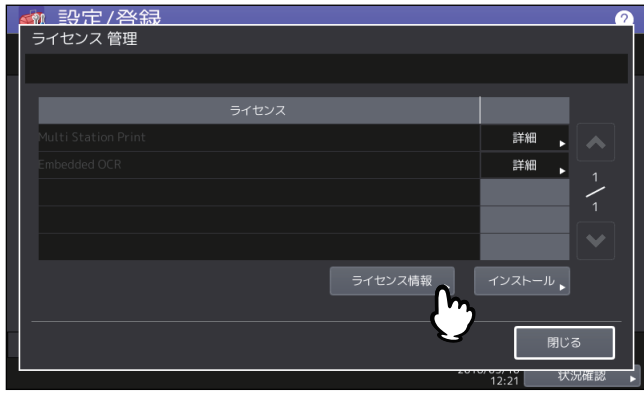 設定/登録
?
ライセンス 管理
ライセンス
Multi Station Print
詳細
Embedded OCR
詳細
1
1
ライセンス情報
インストール
閉じる
12:21
状況確認